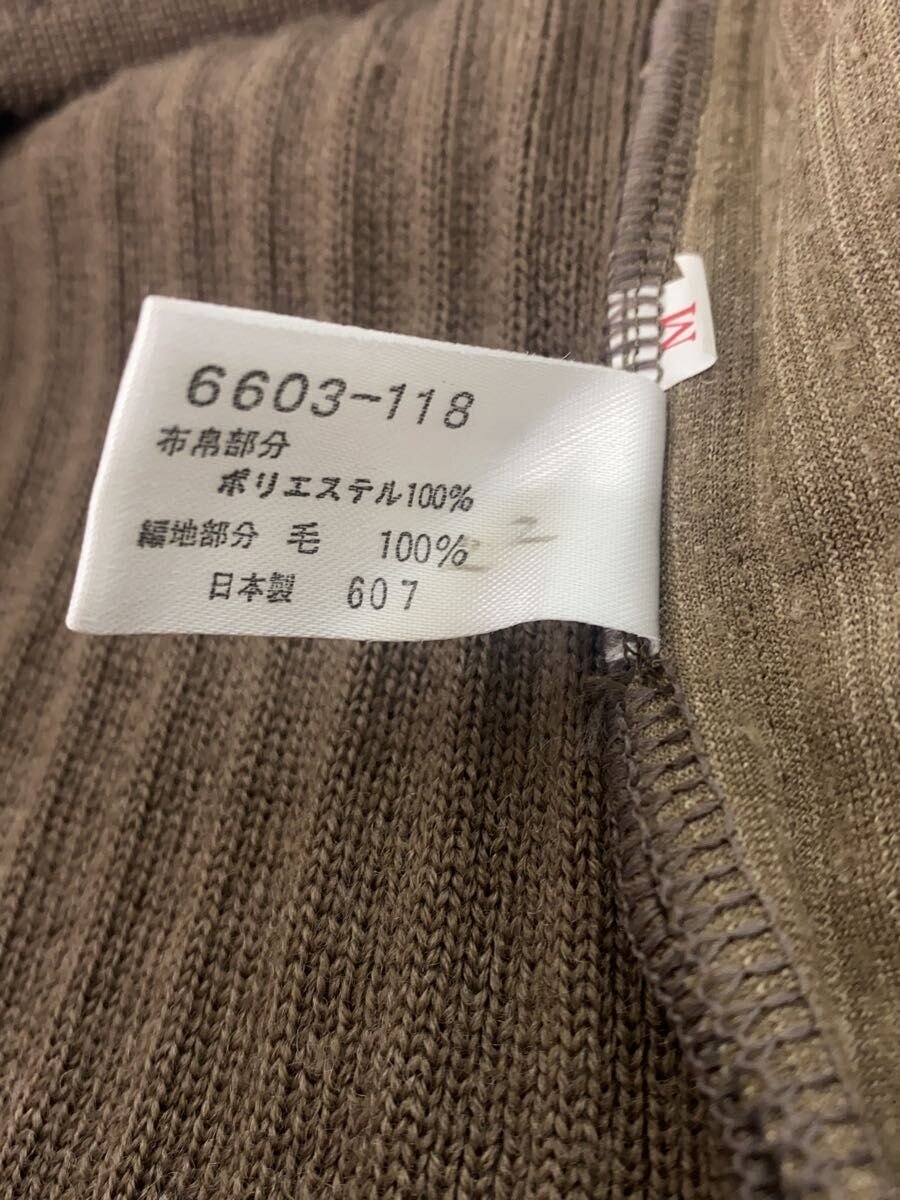 6603-118
布帛部分
ポリエステル100%
編地部分 毛 100%
日本製 607
M